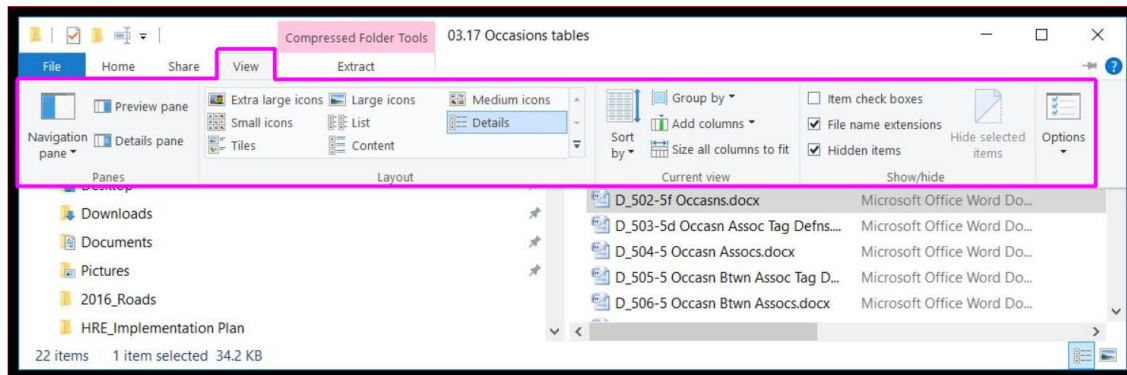 Compressed Folder Tools 03.17 Occasions tables
File Home Share View Extract
Navigation pane
Preview pane
Details pane
Panes
Extra large icons Large icons Medium icons
Small icons List Details
Tiles Content
Layout
Sort by
Group by
Add columns
Size all columns to fit
Current view
Item check boxes
File name extensions
Hidden items
Hide selected items
Show/hide
Options
Desktop
Downloads
Documents
Pictures
2016_Roads
HRE_Implementation Plan
D_502-5f Occasns.docx Microsoft Office Word Do...
D_503-5d Occasn Assoc Tag Defns.... Microsoft Office Word Do...
D_504-5 Occasn Assocs.docx Microsoft Office Word Do...
D_505-5 Occasn Btwn Assoc Tag D... Microsoft Office Word Do...
D_506-5 Occasn Btwn Assocs.docx Microsoft Office Word Do...
22 items 1 item selected 34.2 KB